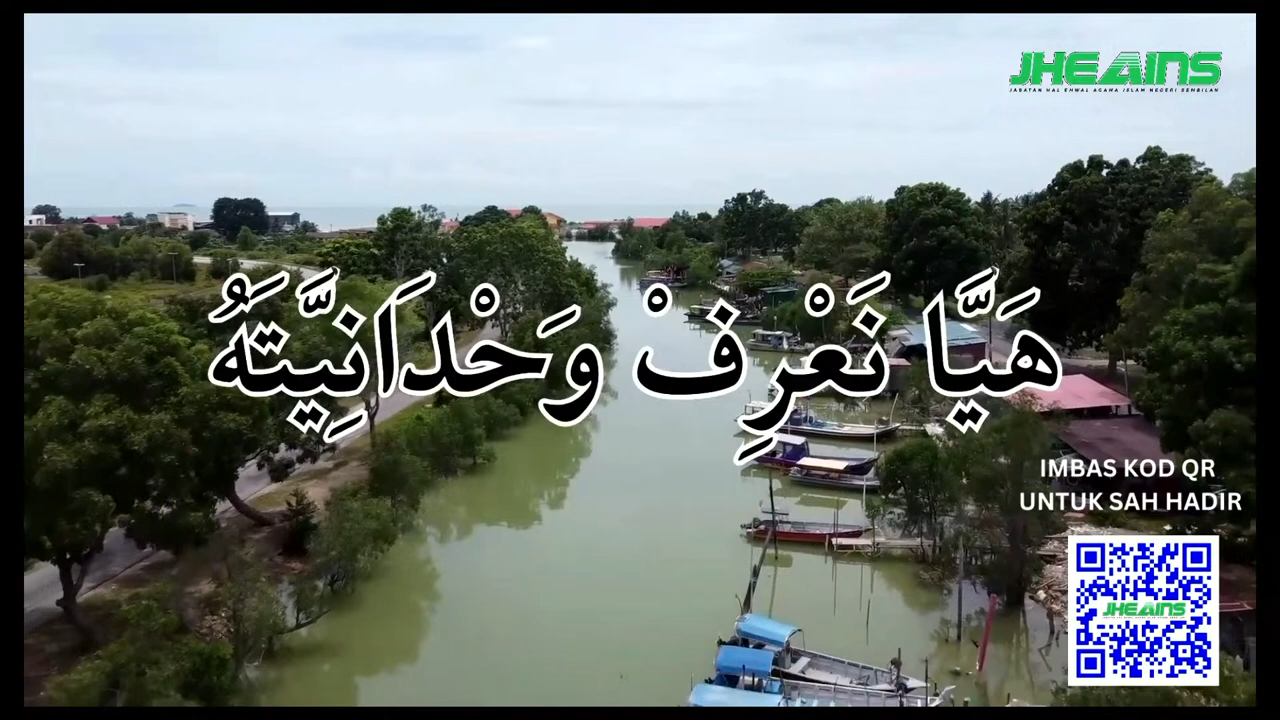 JHEAINS
JABATAN HAL EHWAL AGAMA ISLAM NEGERI SEMBILAN
هَيَّا نَعْرِفْ وَحْدَانِيَّتَهُ
IMBAS KOD QR
UNTUK SAH HADIR
JHEAINS